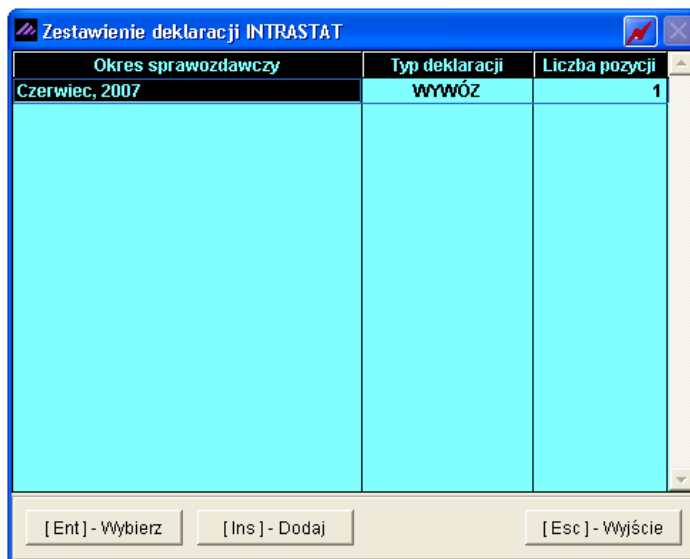 Zestawienie deklaracji INTRASTAT
Okres sprawozdawczy Typ deklaracji Liczba pozycji
Czerwiec, 2007 WYWÓZ 1
[ Ent ] - Wybierz [ Ins ] - Dodaj [ Esc ] - Wyjście